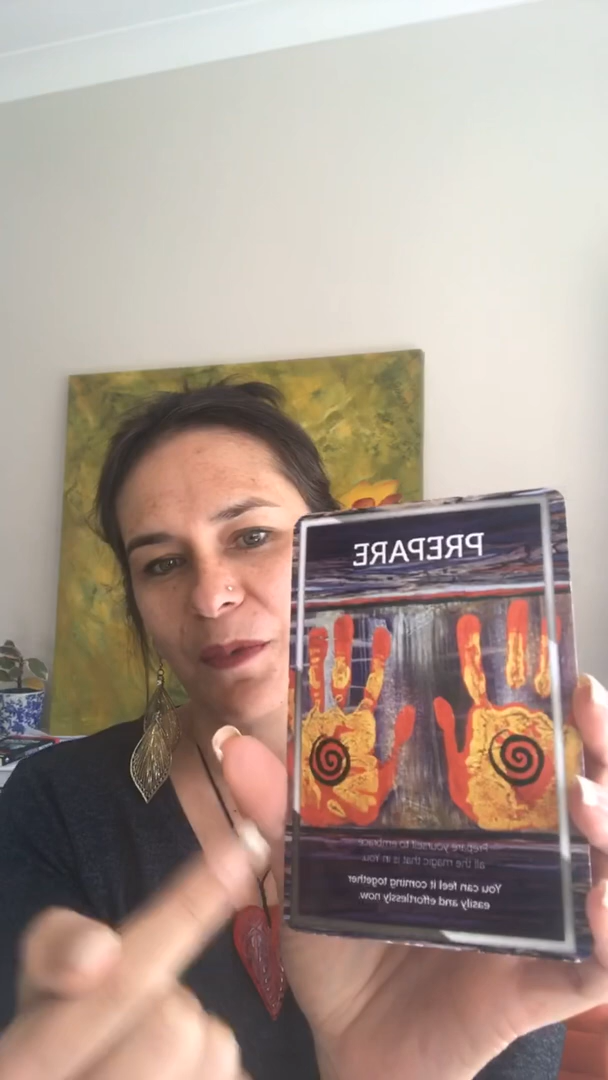 PREPARE
Prepare yourself to embrace
all the magic that is in you.
You can feel it coming together
easily and effortlessly now.